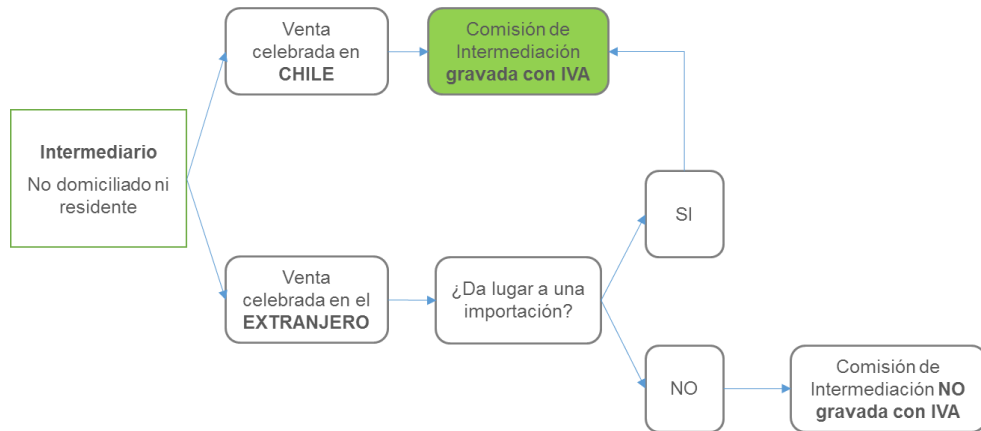 Venta
celebrada en
CHILE
Comisión de
Intermediación
gravada con IVA
Intermediario
No domiciliado ni
residente
SI
Venta
celebrada en el
EXTRANJERO
¿Da lugar a una
importación?
NO
Comisión de
Intermediación NO
gravada con IVA